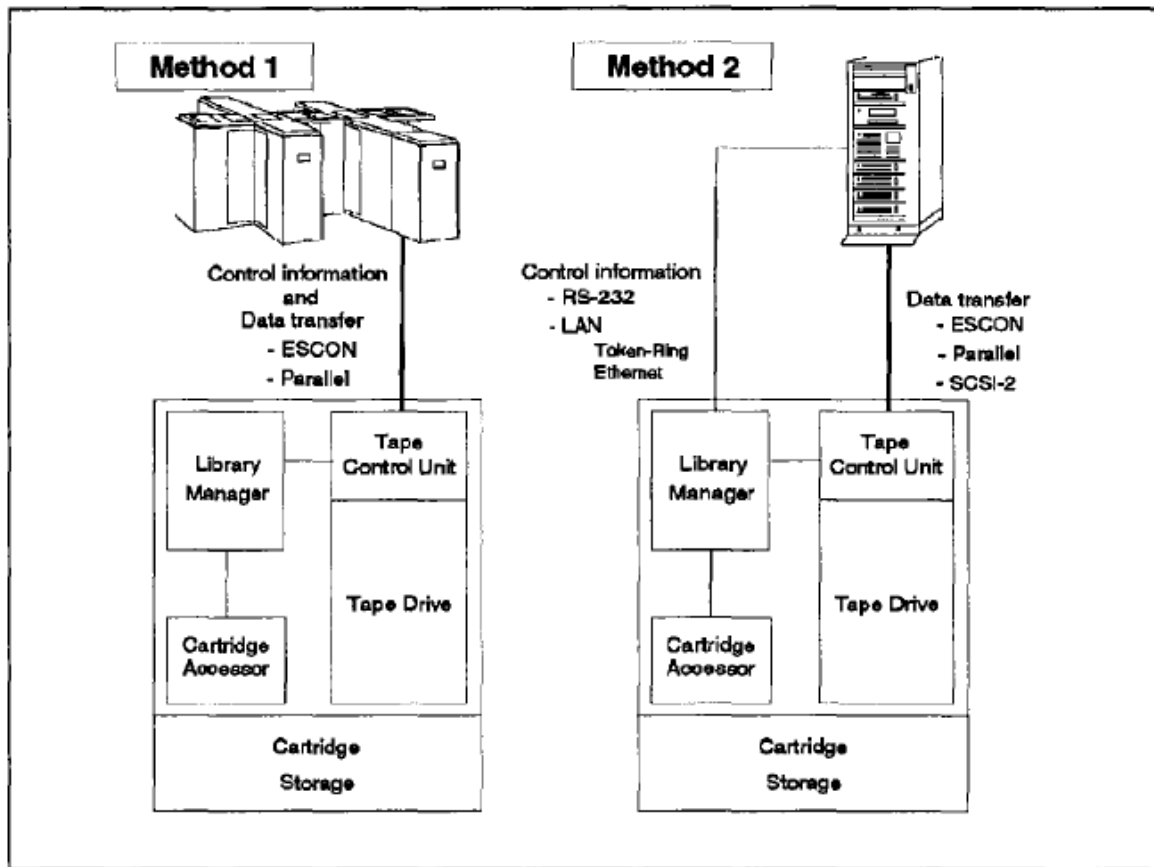 Method 1
Control information
and
Data transfer
- ESCON
- Parallel
Library
Manager
Tape
Control Unit
Tape Drive
Cartridge
Accessor
Cartridge
Storage
Method 2
Control information
- RS-232
- LAN
Token-Ring
Ethernet
Data transfer
- ESCON
- Parallel
- SCSI-2
Library
Manager
Tape
Control Unit
Tape Drive
Cartridge
Accessor
Cartridge
Storage